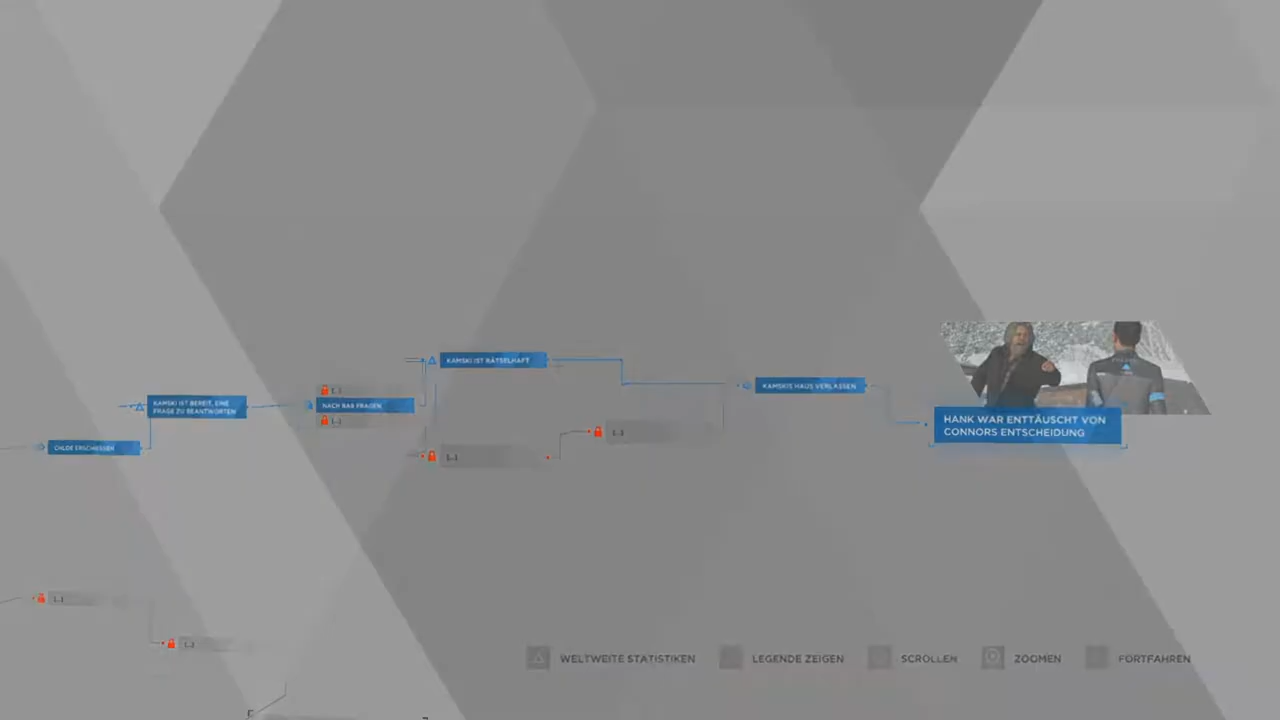 KAMSKI IST RÄTSELHAFT
KAMSKIS HAUS VERLASSEN
[...]
KAMSKI IST BEREIT, EINE
FRAGE ZU BEANTWORTEN
NACH RA9 FRAGEN
[...]
HANK WAR ENTTÄUSCHT VON
CONNORS ENTSCHEIDUNG
[...]
CHLOE ERSCHIESSEN
[...]
[...]
[...]
WELTWEITE STATISTIKEN
LEGENDE ZEIGEN
SCROLLEN
ZOOMEN
FORTFAHREN